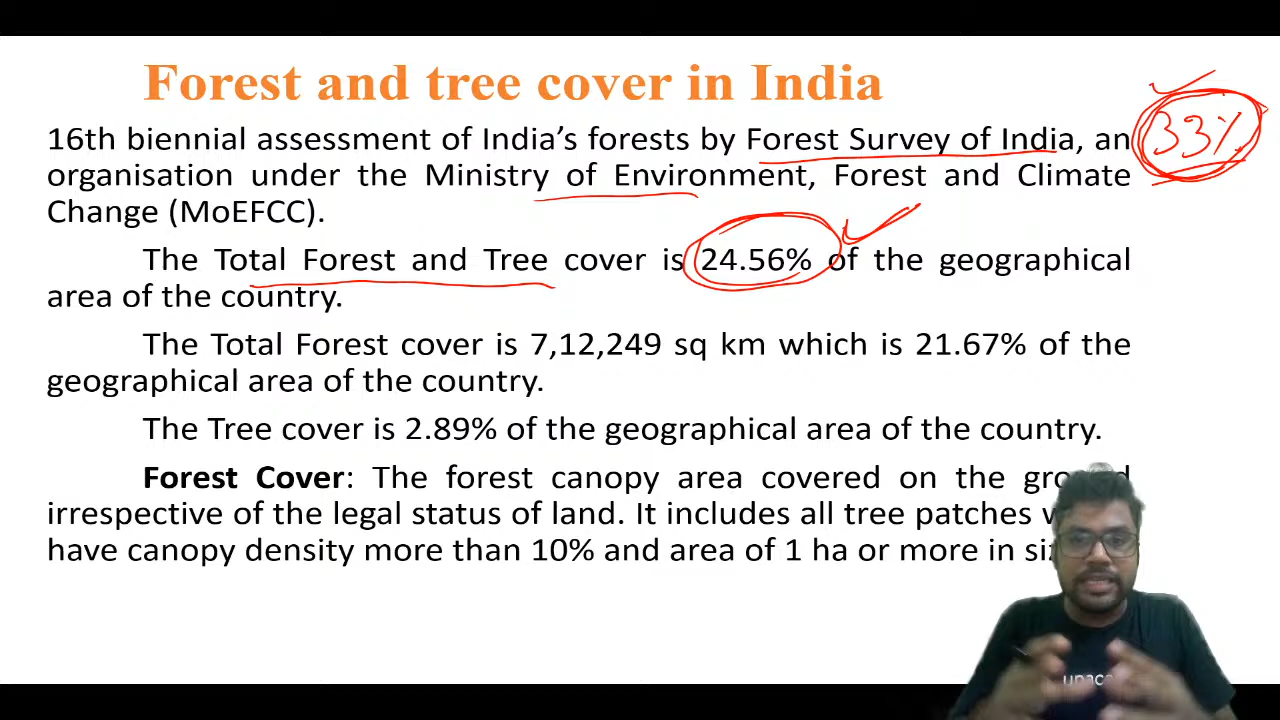 Forest and tree cover in India
16th biennial assessment of India's forests by Forest Survey of India, an
33%
organisation under the Ministry of Environment, Forest and Climate
Change (MoEFCC).
The Total Forest and Tree cover is 24.56% of the geographical
area of the country.
The Total Forest cover is 7,12,249 sq km which is 21.67% of the
geographical area of the country.
The Tree cover is 2.89% of the geographical area of the country.
Forest Cover: The forest canopy area covered on the
irrespective of the legal status of land. It includes all tree patches
have canopy density more than 10% and area of 1 ha or more in